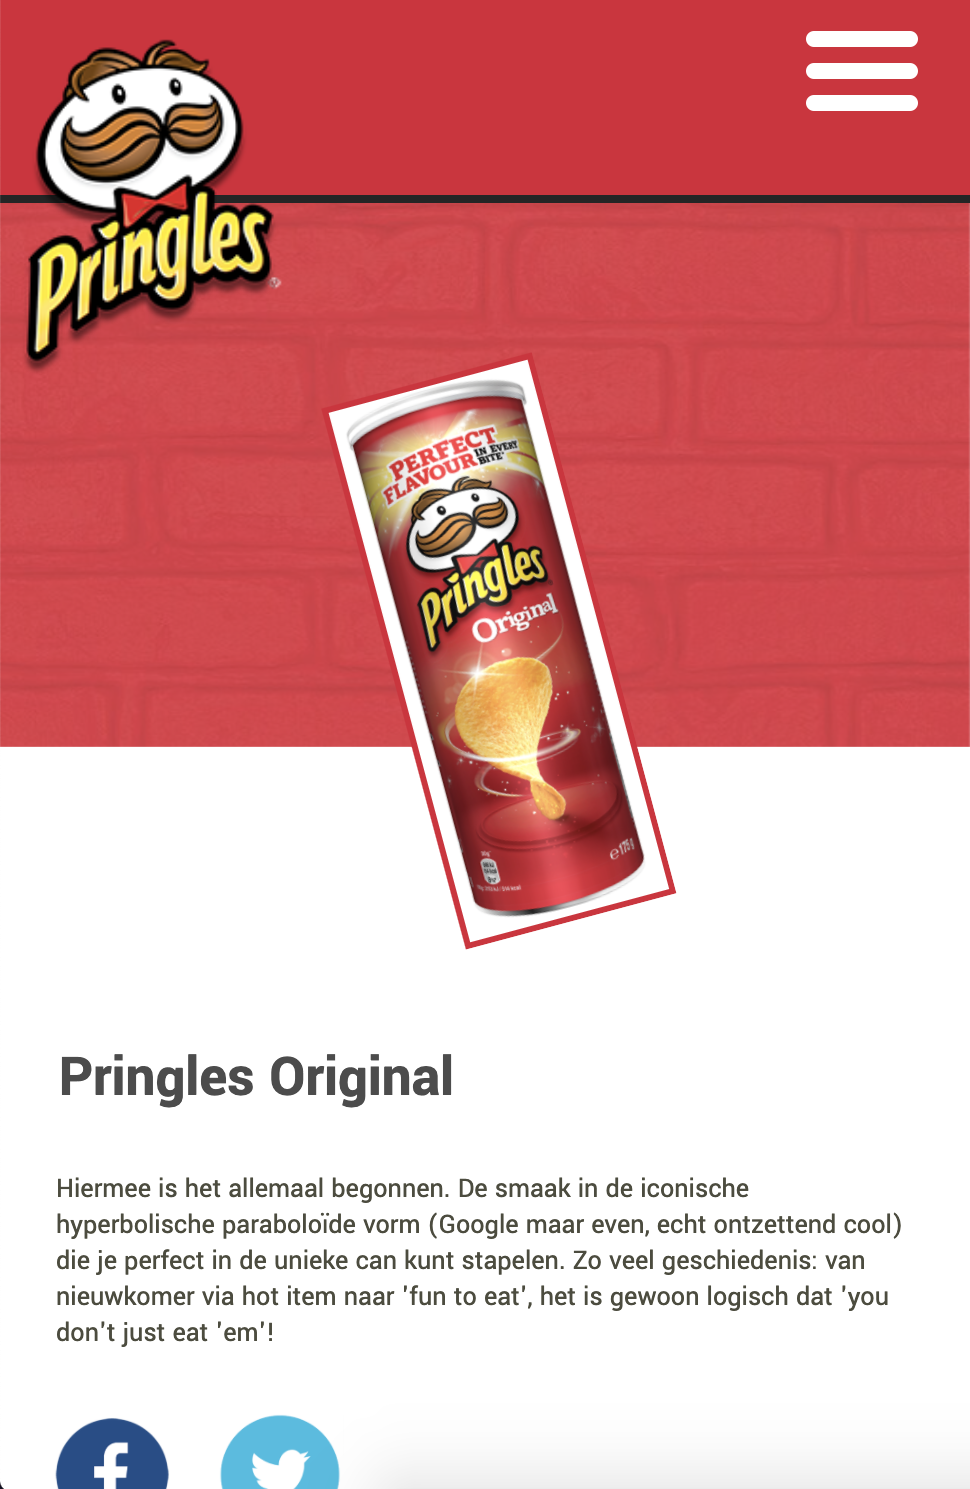 Pringles
PERFECT
FLAVOUR IN EVERY
BITE*
Pringles
Original
e175g
Pringles Original
Hiermee is het allemaal begonnen. De smaak in de iconische
hyperbolische paraboloïde vorm (Google maar even, echt ontzettend cool)
die je perfect in de unieke can kunt stapelen. Zo veel geschiedenis: van
nieuwkomer via hot item naar 'fun to eat', het is gewoon logisch dat 'you
don't just eat 'em'!